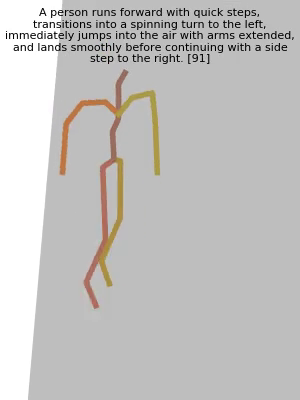 A person runs forward with quick steps,
transitions into a spinning turn to the left,
immediately jumps into the air with arms extended,
and lands smoothly before continuing with a side
step to the right. [91]